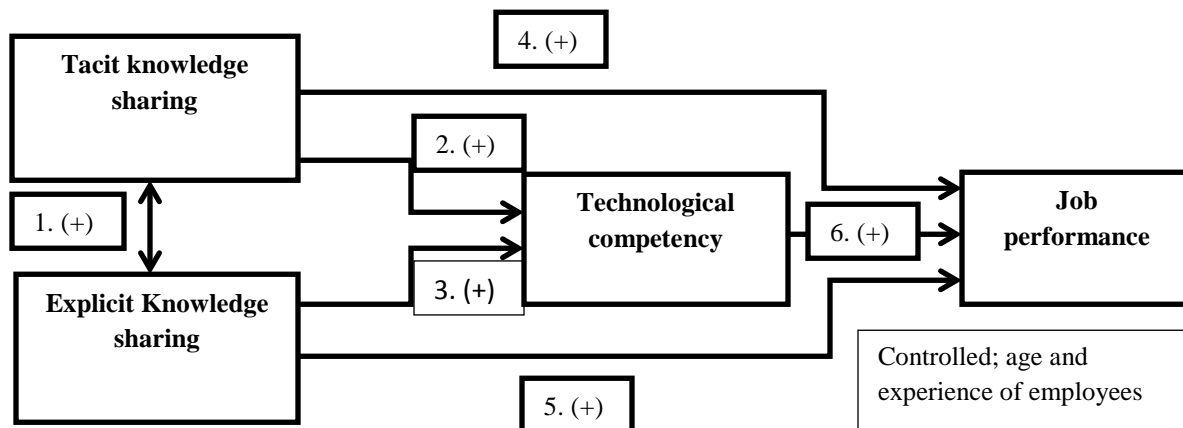 4. (+)
Tacit knowledge
sharing
2. (+)
1. (+)
Technological
competency
6. (+)
Job
performance
3. (+)
Explicit Knowledge
sharing
5. (+)
Controlled; age and
experience of employees